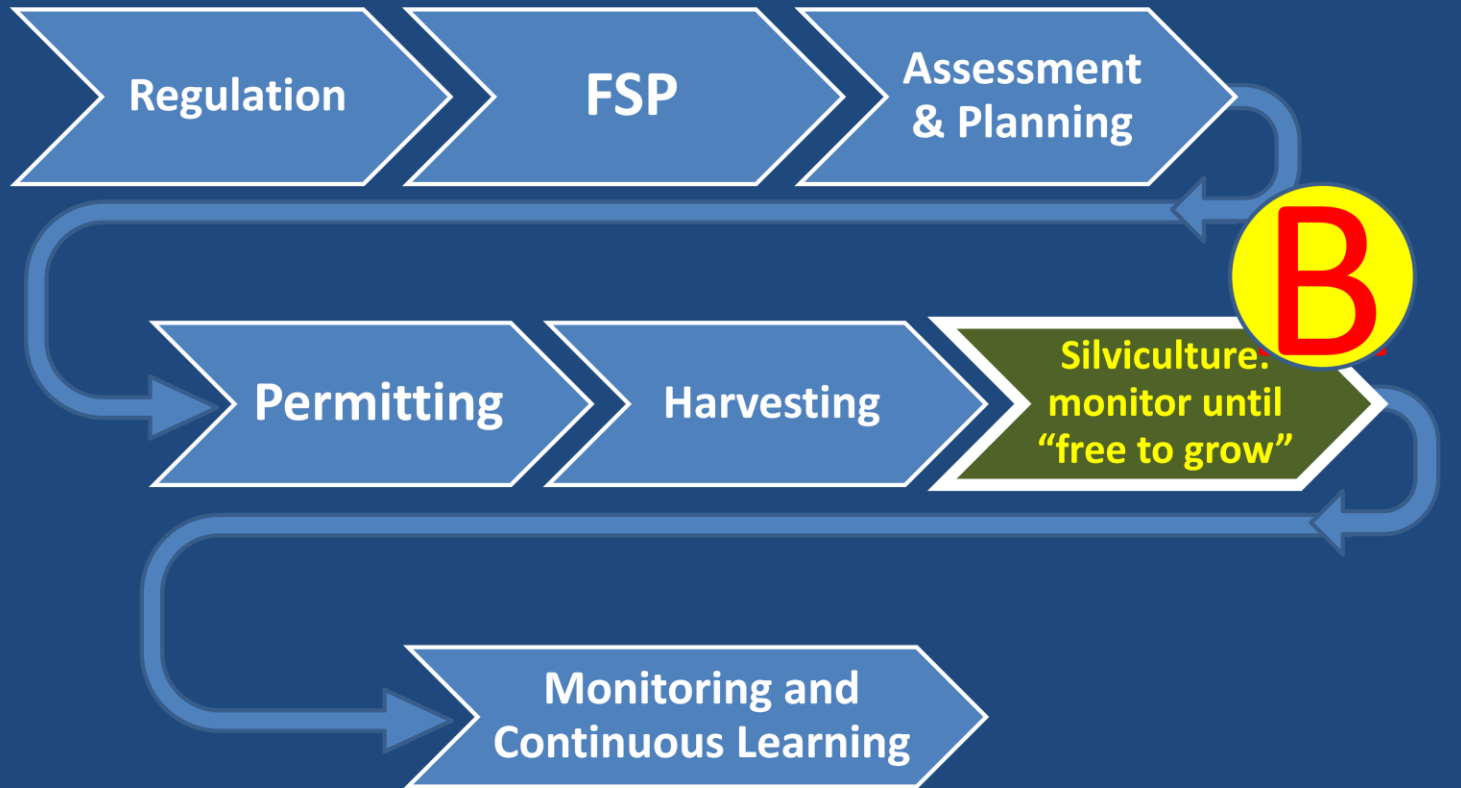 Regulation
FSP
Assessment
& Planning
B
Permitting
Harvesting
Silviculture:
monitor until
“free to grow”
Monitoring and
Continuous Learning